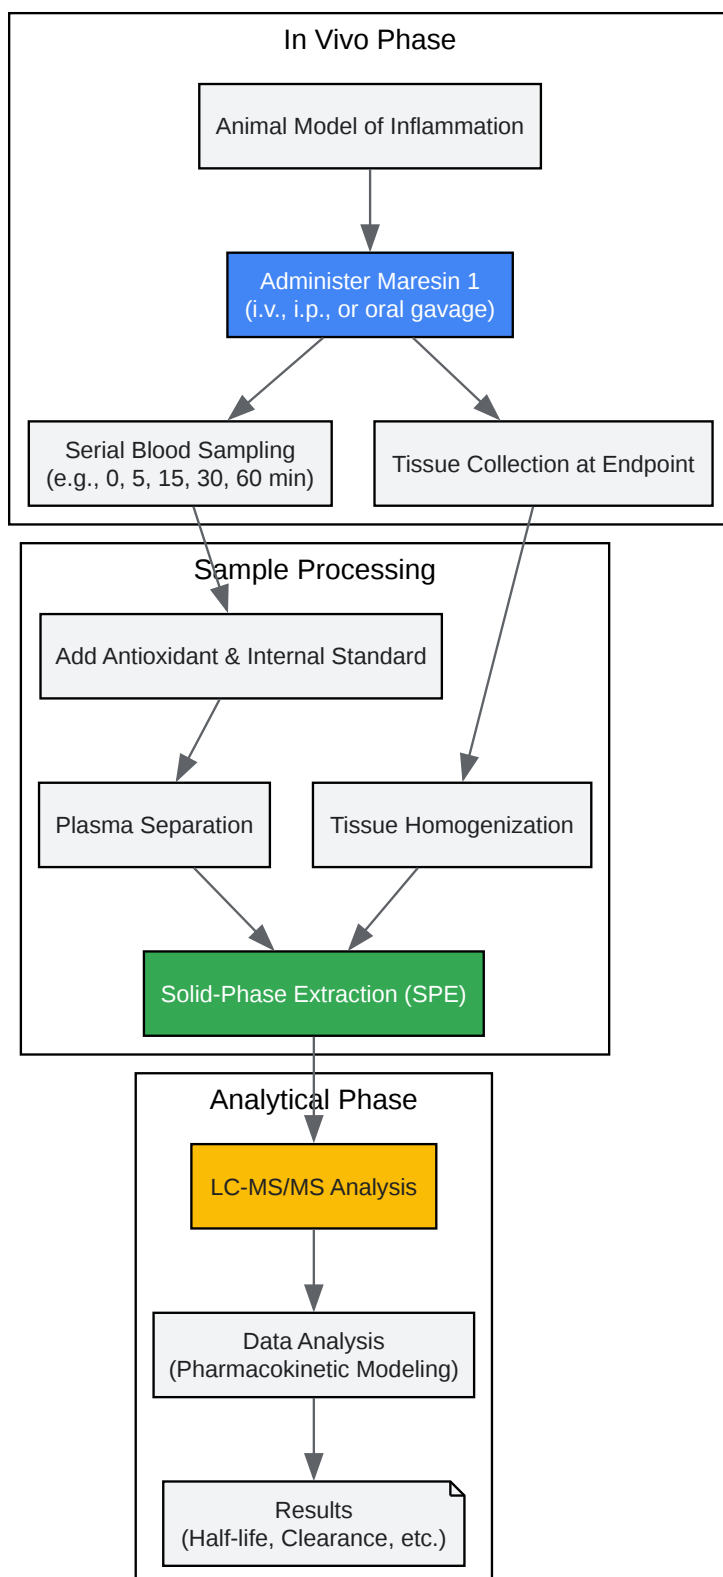 In Vivo Phase
Animal Model of Inflammation
Administer Maresin 1
(i.v., i.p., or oral gavage)
Serial Blood Sampling
(e.g., 0, 5, 15, 30, 60 min)
Tissue Collection at Endpoint
Sample Processing
Add Antioxidant & Internal Standard
Plasma Separation
Tissue Homogenization
Solid-Phase Extraction (SPE)
Analytical Phase
LC-MS/MS Analysis
Data Analysis
(Pharmacokinetic Modeling)
Results
(Half-life, Clearance, etc.)